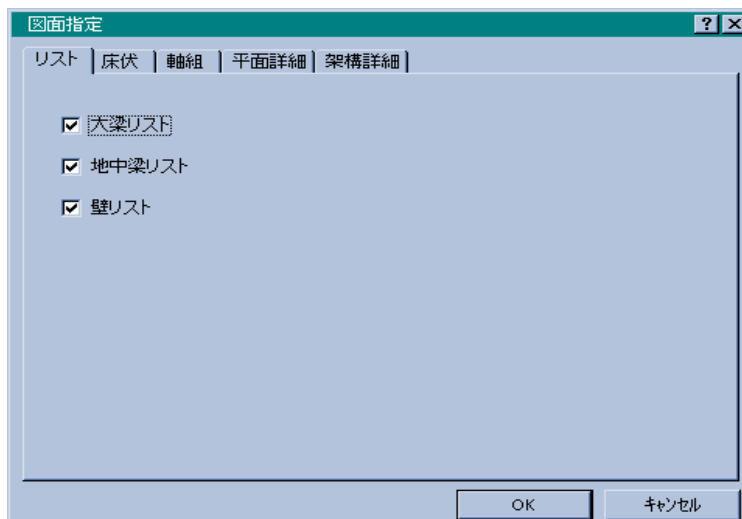 図面指定
リスト 床伏 軸組 平面詳細 架構詳細
大梁リスト
地中梁リスト
壁リスト
OK キャンセル